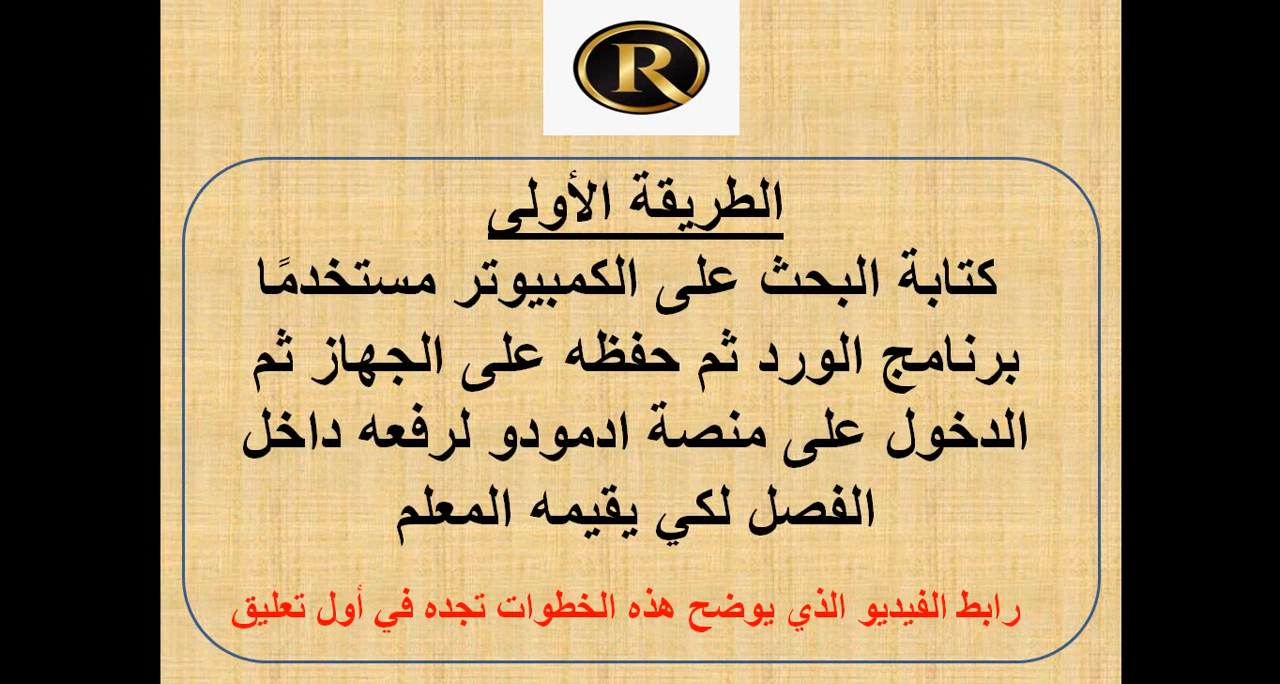 R
الطريقة الأولى
كتابة البحث على الكمبيوتر مستخدمًا
برنامج الورد ثم حفظه على الجهاز ثم
الدخول على منصة ادمودو لرفعه داخل
الفصل لكي يقيمه المعلم
رابط الفيديو الذي يوضح هذه الخطوات تجده في أول تعليق